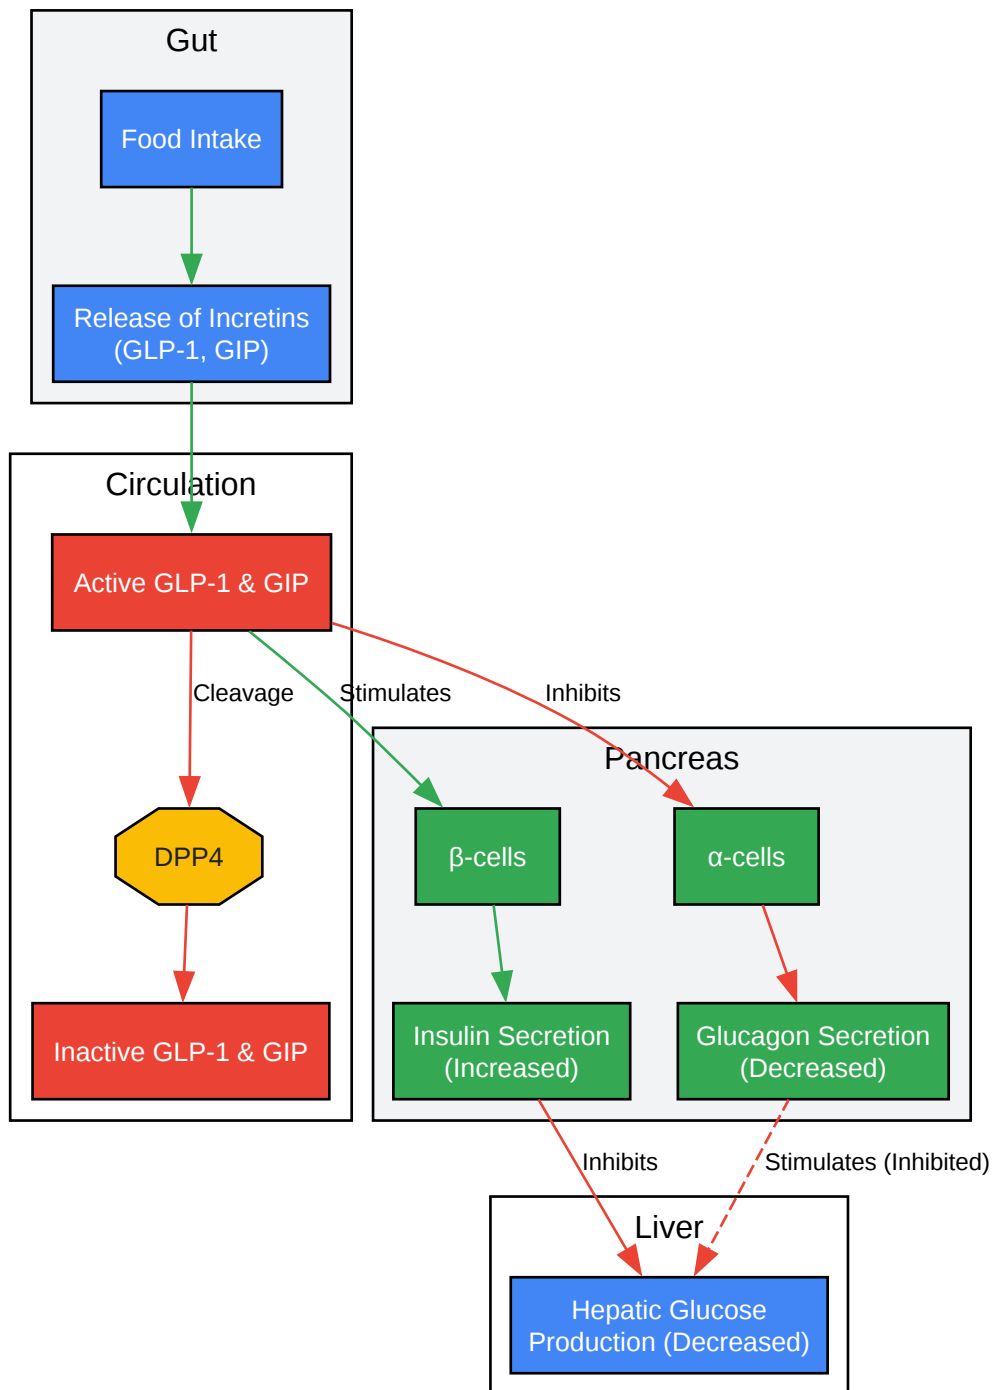 Gut
Food Intake
Release of Incretins
(GLP-1, GIP)
Circulation
Active GLP-1 & GIP
Cleavage
Stimulates
Inhibits
Pancreas
DPP4
β-cells
α-cells
Inactive GLP-1 & GIP
Insulin Secretion
(Increased)
Glucagon Secretion
(Decreased)
Inhibits
Stimulates (Inhibited)
Liver
Hepatic Glucose
Production (Decreased)